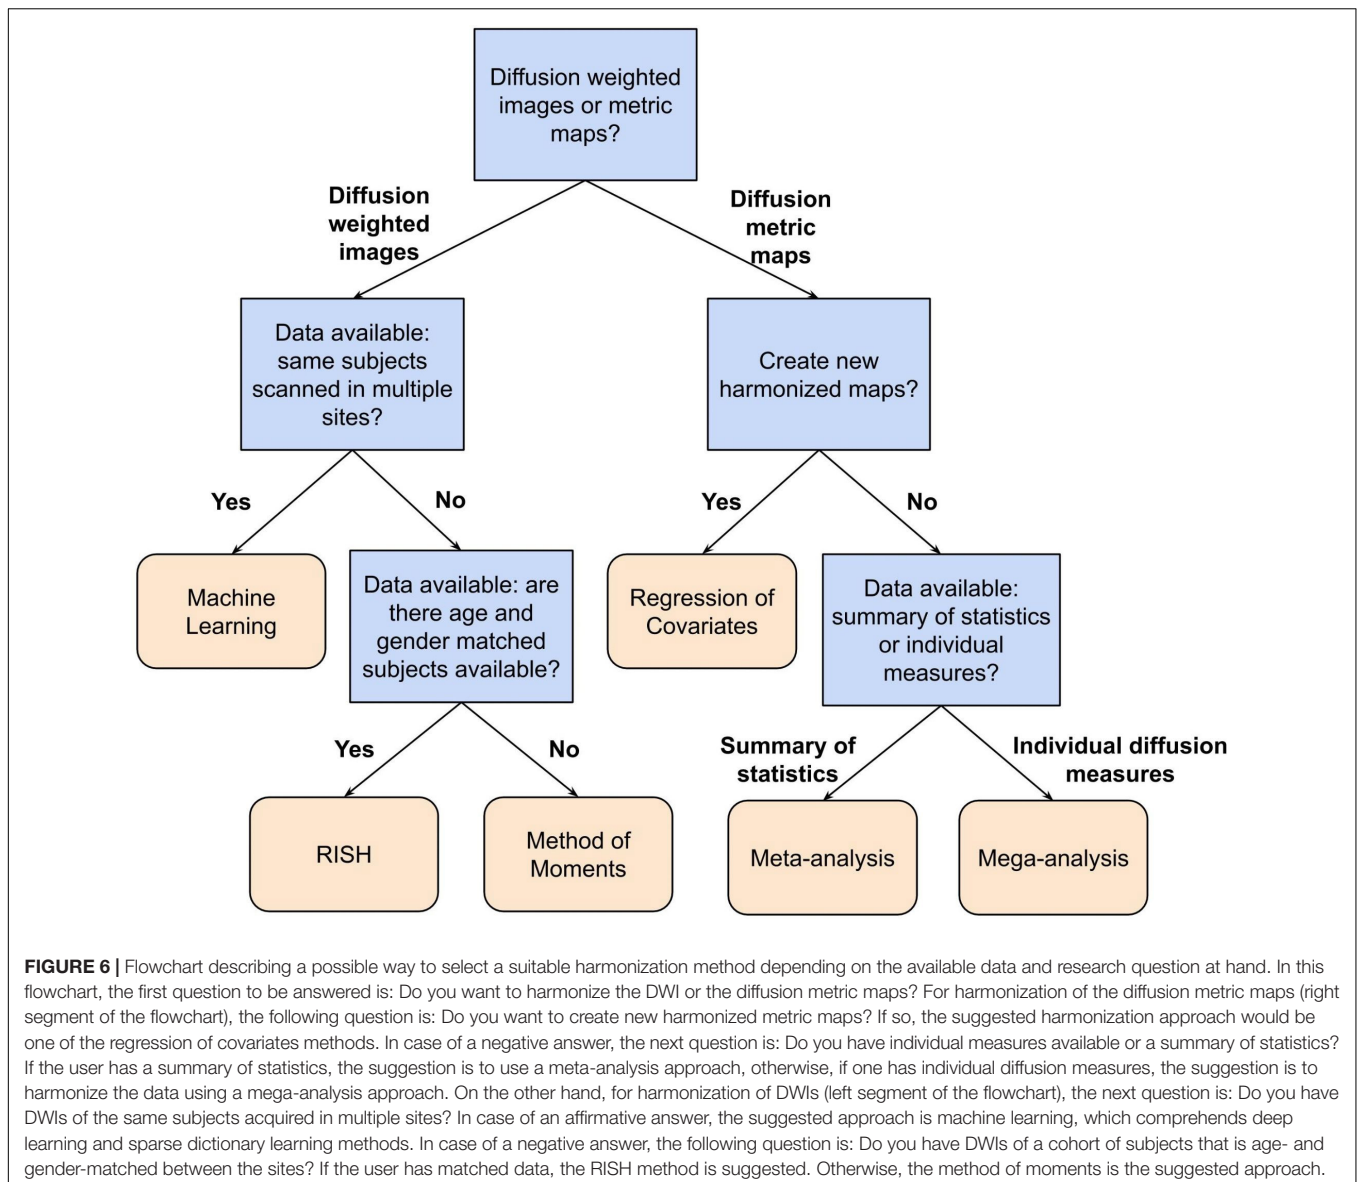 Diffusion weighted
images or metric
maps?
Diffusion
weighted
images
Diffusion
metric
maps
Data available:
same subjects
scanned in multiple
sites?
Create new
harmonized maps?
Yes
No
Yes
No
Machine
Learning
Data available: are
there age and
gender matched
subjects available?
Regression of
Covariates
Data available:
summary of statistics
or individual
measures?
Yes
No
Summary of
statistics
Individual diffusion
measures
RISH
Method of
Moments
Meta-analysis
Mega-analysis
FIGURE 6 | Flowchart describing a possible way to select a suitable harmonization method depending on the available data and research question at hand. In this
flowchart, the first question to be answered is: Do you want to harmonize the DWI or the diffusion metric maps? For harmonization of the diffusion metric maps (right
segment of the flowchart), the following question is: Do you want to create new harmonized metric maps? If so, the suggested harmonization approach would be
one of the regression of covariates methods. In case of a negative answer, the next question is: Do you have individual measures available or a summary of statistics?
If the user has a summary of statistics, the suggestion is to use a meta-analysis approach, otherwise, if one has individual diffusion measures, the suggestion is to
harmonize the data using a mega-analysis approach. On the other hand, for harmonization of DWIs (left segment of the flowchart), the next question is: Do you have
DWIs of the same subjects acquired in multiple sites? In case of an affirmative answer, the suggested approach is machine learning, which comprehends deep
learning and sparse dictionary learning methods. In case of a negative answer, the following question is: Do you have DWIs of a cohort of subjects that is age- and
gender-matched between the sites? If the user has matched data, the RISH method is suggested. Otherwise, the method of moments is the suggested approach.